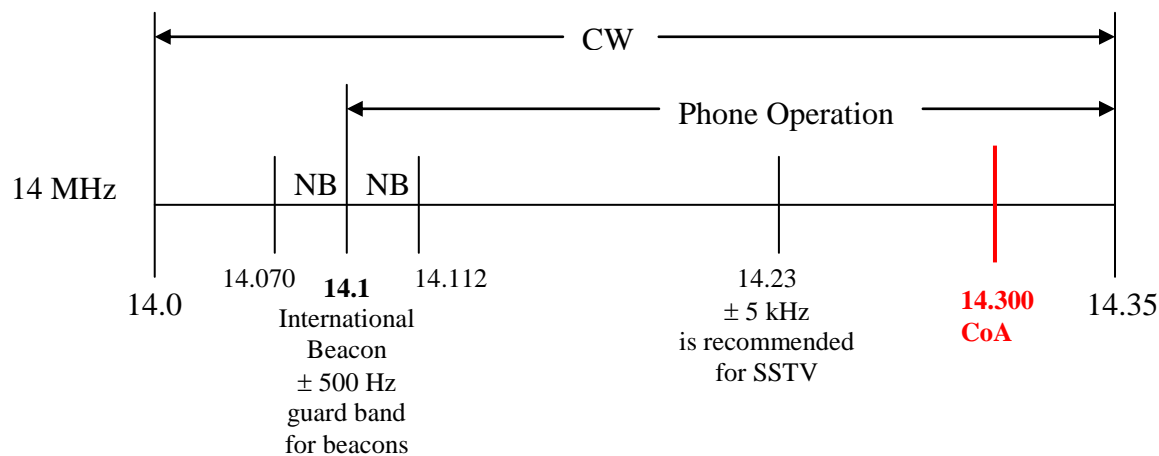 CW
Phone Operation
14 MHz
NB
NB
14.070
14.112
14.0
14.1
International
Beacon
± 500 Hz
guard band
for beacons
14.23
± 5 kHz
is recommended
for SSTV
14.300
CoA
14.35